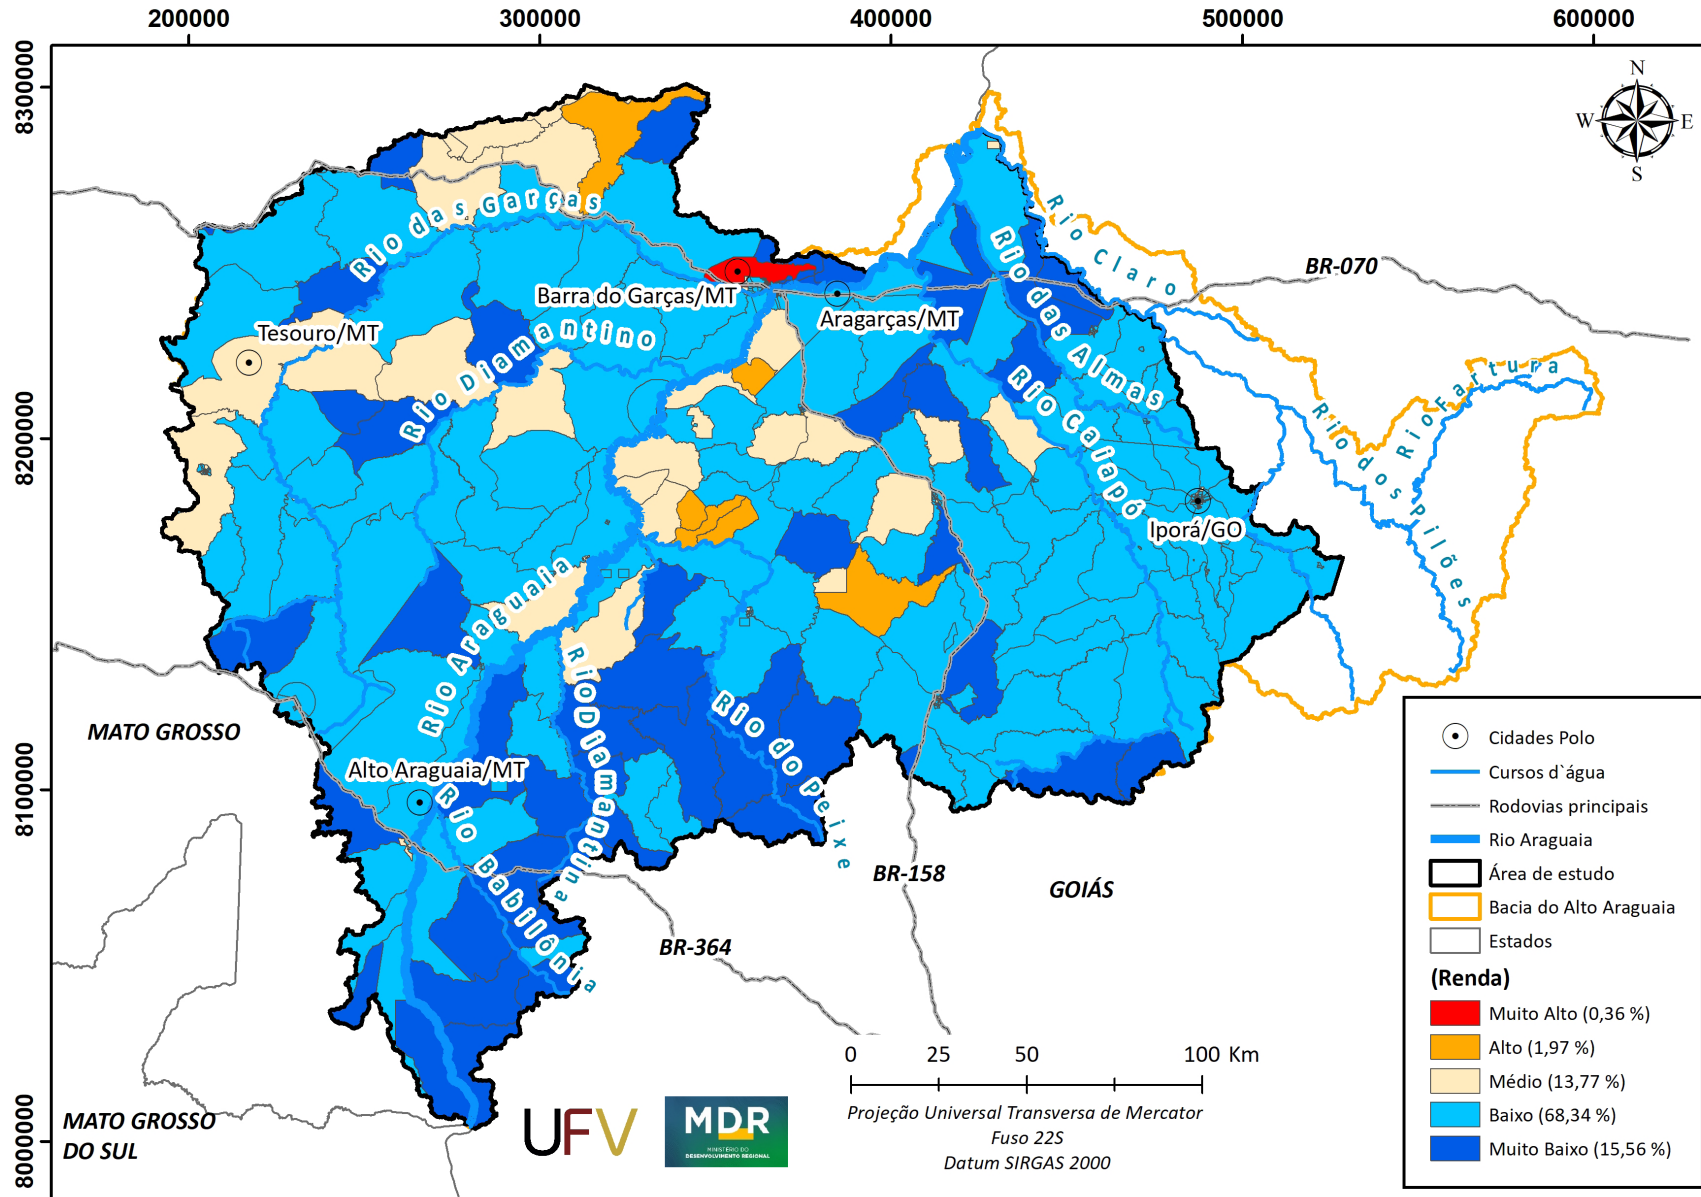 200000
300000
400000
500000
600000
8300000
8200000
8100000
8000000
N
W
E
S
Rio das Garças
Rio Claro
BR-070
Barra do Garças/MT
Aragarças/MT
Tesouro/MT
Rio Diamantino
Rio das Almas
Rio Caiapó
Rio Fartura
Rio dos Pilões
Iporá/GO
Rio Araguaia
Rio Diamantina
Rio do Peixe
MATO GROSSO
Alto Araguaia/MT
Rio Babilônia
BR-158
GOIÁS
BR-364
MATO GROSSO
DO SUL
Cidades Polo
Cursos d`água
Rodovias principais
Rio Araguaia
Área de estudo
Bacia do Alto Araguaia
Estados
(Renda)
Muito Alto (0,36 %)
Alto (1,97 %)
Médio (13,77 %)
Baixo (68,34 %)
Muito Baixo (15,56 %)
0 25 50 100 Km
Projeção Universal Transversa de Mercator
Fuso 22S
Datum SIRGAS 2000
UFV
MDR
MINISTÉRIO DO
DESENVOLVIMENTO REGIONAL